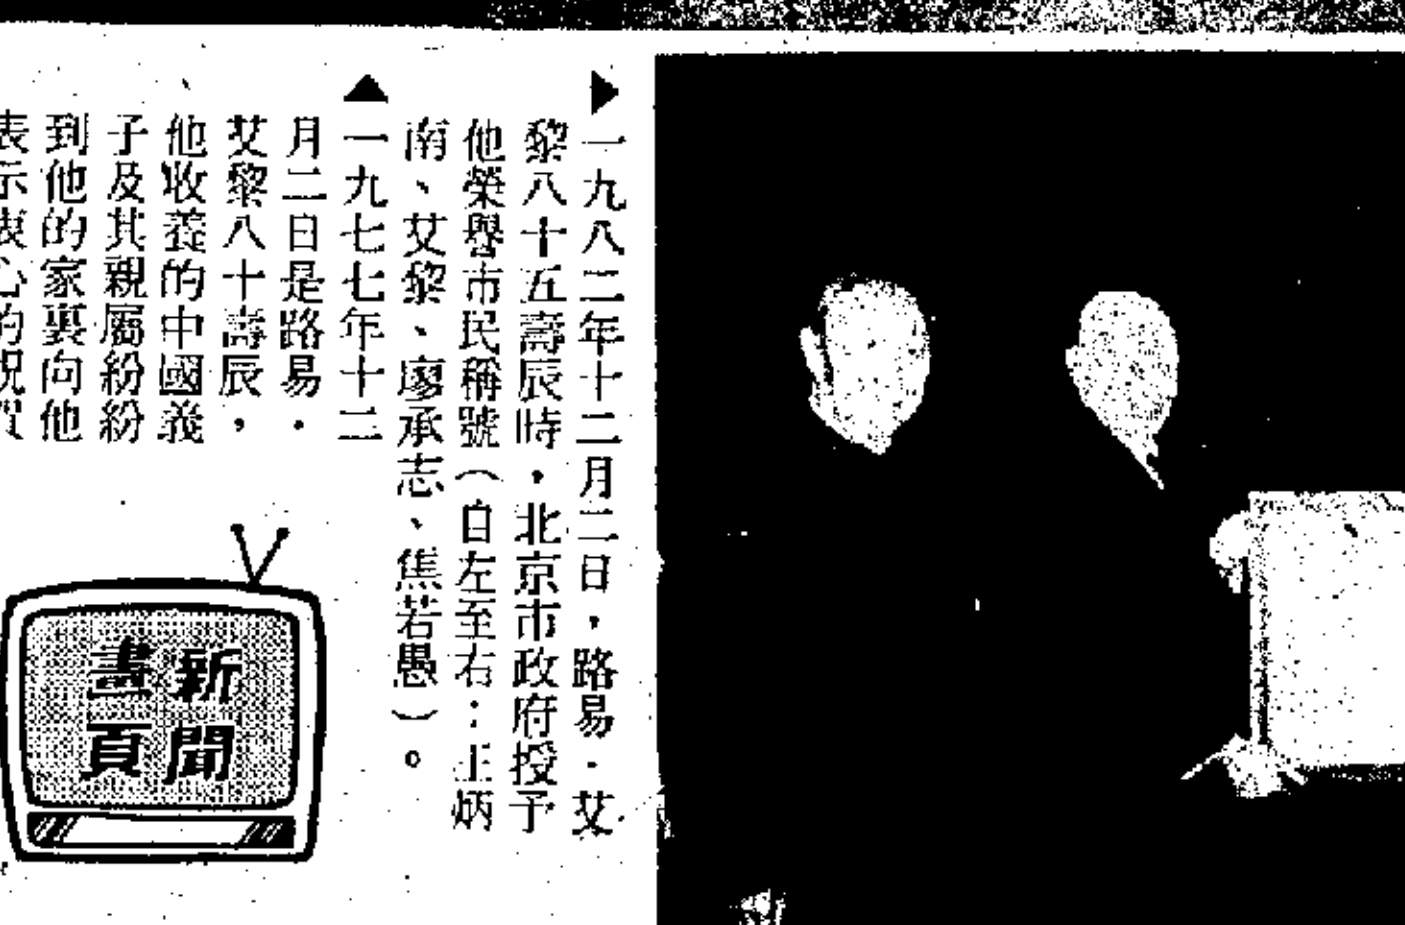 ▶一九八二年十二月二日，路易·艾
黎八十五壽辰時，北京市政府授予
他榮譽市民稱號（自左至右：王炳
南、艾黎、廖承志、焦若愚）。
▲一九七七年十二
月二日是路易·
艾黎八十壽辰，
他收養的中國義
子及其親屬紛紛
到他的家裏向他
表示衷心的祝賀
新聞
畫頁